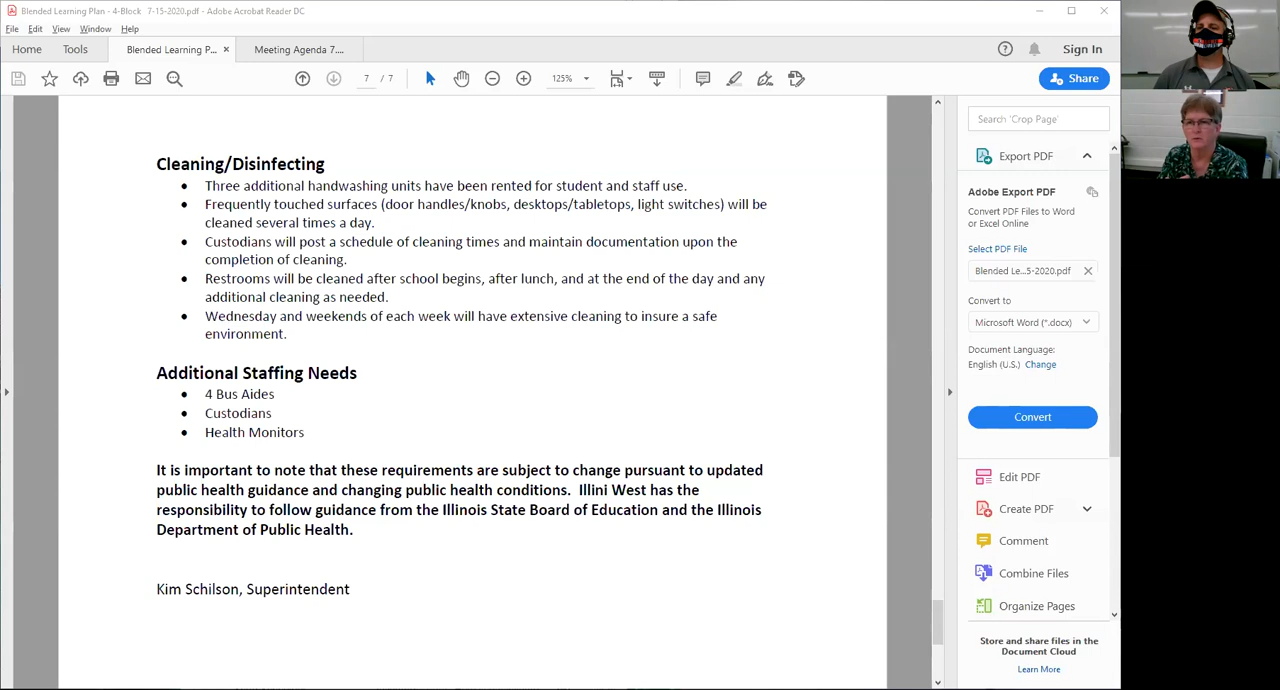 Blended Learning Plan - 4-Block 7-15-2020.pdf - Adobe Acrobat Reader DC
File Edit View Window Help
Home Tools Blended Learning P... × Meeting Agenda 7.... Sign In
7 / 7 125% Share
Cleaning/Disinfecting
• Three additional handwashing units have been rented for student and staff use.
• Frequently touched surfaces (door handles/knobs, desktops/tabletops, light switches) will be
cleaned several times a day.
• Custodians will post a schedule of cleaning times and maintain documentation upon the
completion of cleaning.
• Restrooms will be cleaned after school begins, after lunch, and at the end of the day and any
additional cleaning as needed.
• Wednesday and weekends of each week will have extensive cleaning to insure a safe
environment.
Additional Staffing Needs
• 4 Bus Aides
• Custodians
• Health Monitors
It is important to note that these requirements are subject to change pursuant to updated
public health guidance and changing public health conditions. Illini West has the
responsibility to follow guidance from the Illinois State Board of Education and the Illinois
Department of Public Health.
Kim Schilson, Superintendent
Search 'Crop Page'
Export PDF
Adobe Export PDF
Convert PDF Files to Word
or Excel Online
Select PDF File
Blended Le...5-2020.pdf
Convert to
Microsoft Word (*.docx)
Document Language:
English (U.S.) Change
Convert
Edit PDF
Create PDF
Comment
Combine Files
Organize Pages
Store and share files in the
Document Cloud
Learn More